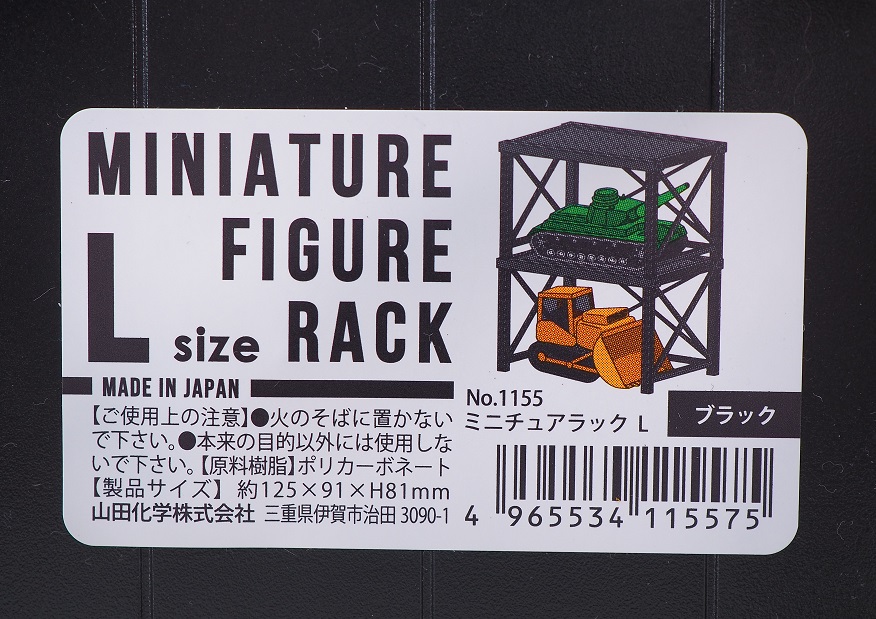 MINIATURE
FIGURE
L size RACK
MADE IN JAPAN
【ご使用上の注意】●火のそばに置かない
で下さい。●本来の目的以外には使用しな
いで下さい。【原料樹脂】ポリカーボネート
【製品サイズ】 約125×91×H81mm
山田化学株式会社 三重県伊賀市治田 3090-1
No.1155
ミニチュアラック L
ブラック
4 965534 115575